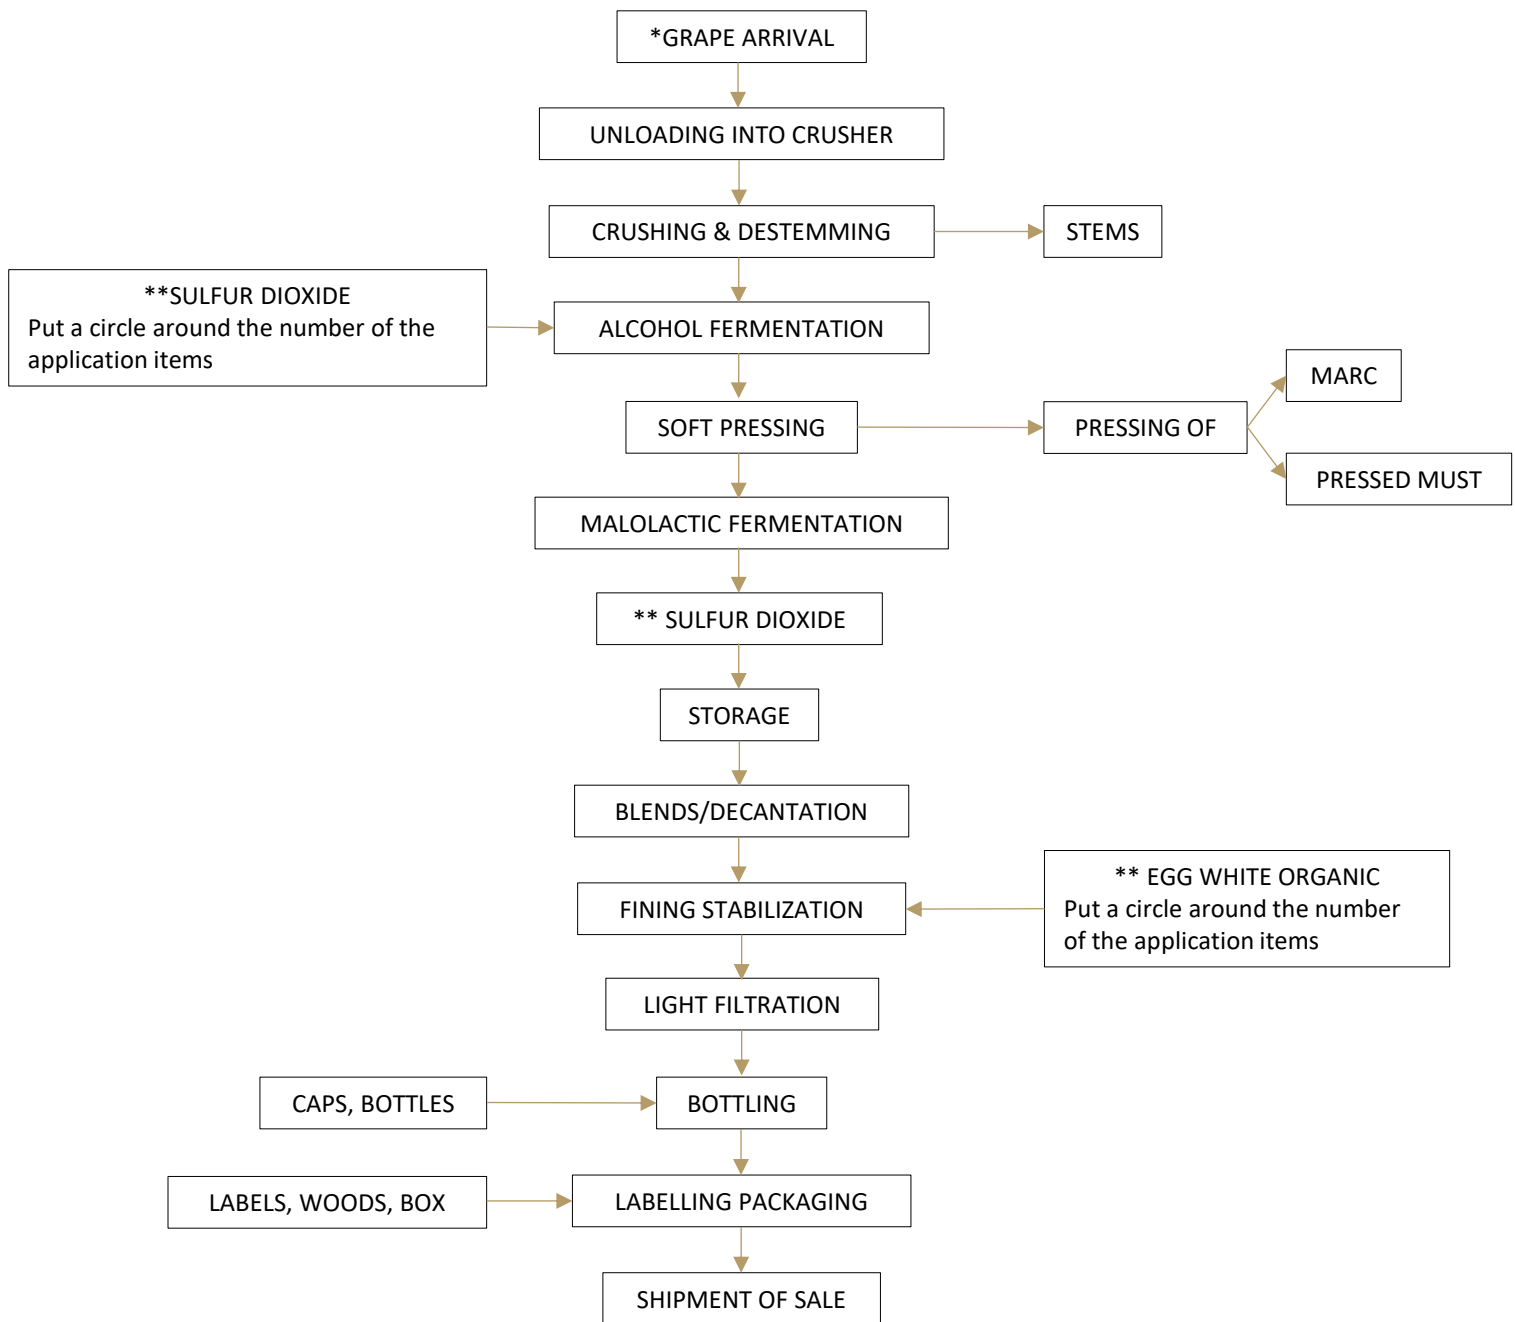 *GRAPE ARRIVAL
UNLOADING INTO CRUSHER
CRUSHING & DESTEMMING
STEMS
**SULFUR DIOXIDE
Put a circle around the number of the
application items
ALCOHOL FERMENTATION
MARC
SOFT PRESSING
PRESSING OF
PRESSED MUST
MALOLACTIC FERMENTATION
** SULFUR DIOXIDE
STORAGE
BLENDS/DECANTATION
** EGG WHITE ORGANIC
Put a circle around the number
of the application items
FINING STABILIZATION
LIGHT FILTRATION
CAPS, BOTTLES
BOTTLING
LABELS, WOODS, BOX
LABELLING PACKAGING
SHIPMENT OF SALE